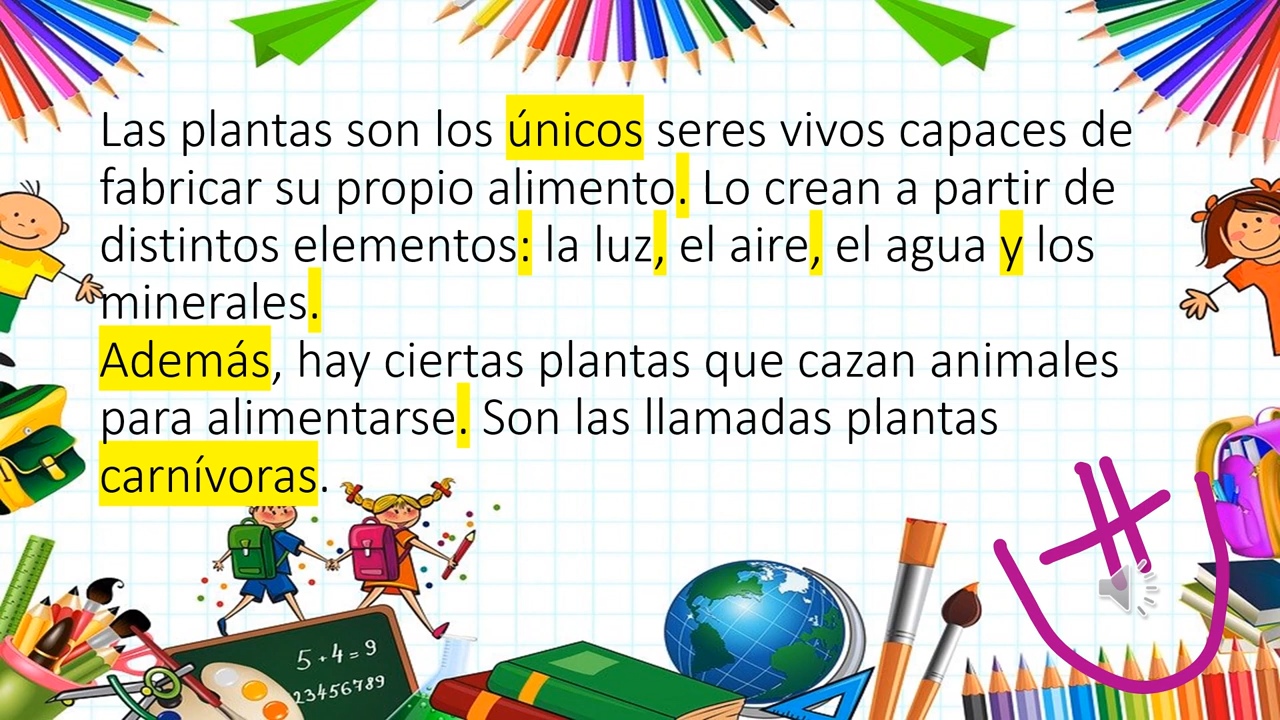 Las plantas son los únicos seres vivos capaces de
fabricar su propio alimento. Lo crean a partir de
distintos elementos: la luz, el aire, el agua y los
minerales.
Además, hay ciertas plantas que cazan animales
para alimentarse. Son las llamadas plantas
carnívoras.
5+4=9
123456789